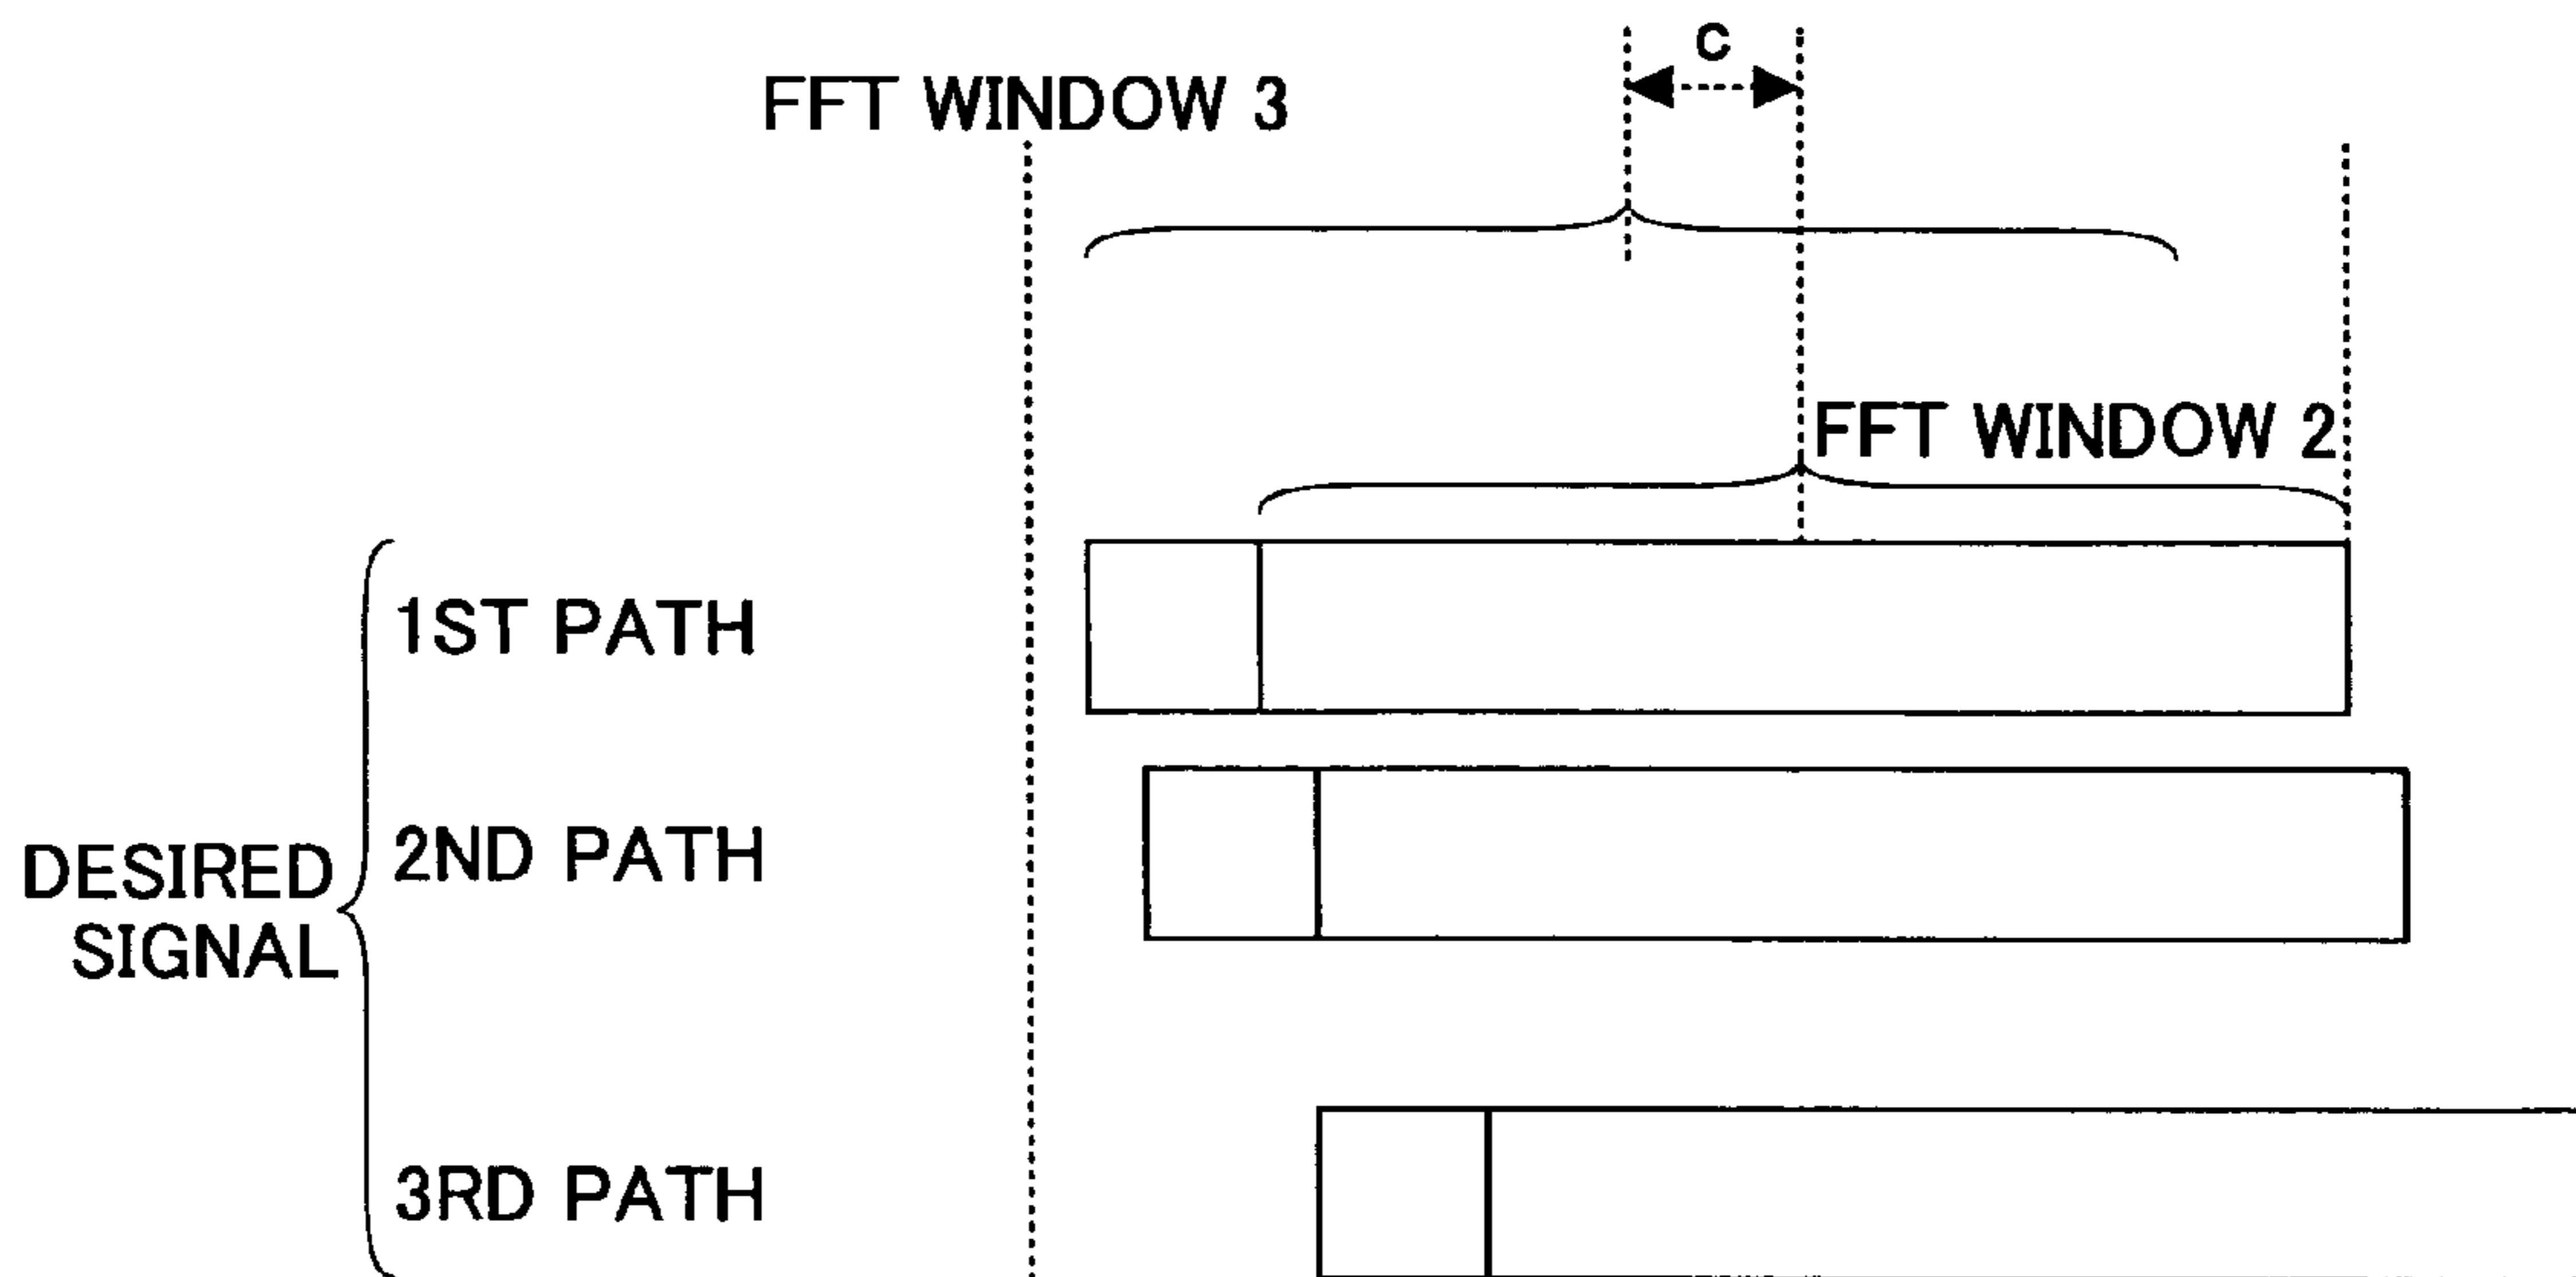 C
FFT WINDOW 3
FFT WINDOW 2
1ST PATH
2ND PATH
DESIRED
SIGNAL
3RD PATH